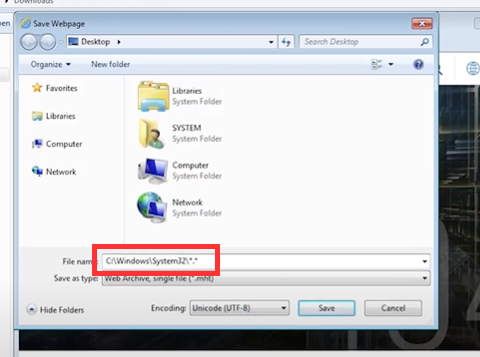 Downloads
Save Webpage
Desktop
Search Desktop
Organize
New folder
Favorites
Libraries
Computer
Network
Libraries
System Folder
SYSTEM
System Folder
Computer
System Folder
Network
System Folder
File name:
C:\Windows\System32\*.*
Save as type:
Web Archive, single file (*.mht)
Hide Folders
Encoding:
Unicode (UTF-8)
Save
Cancel